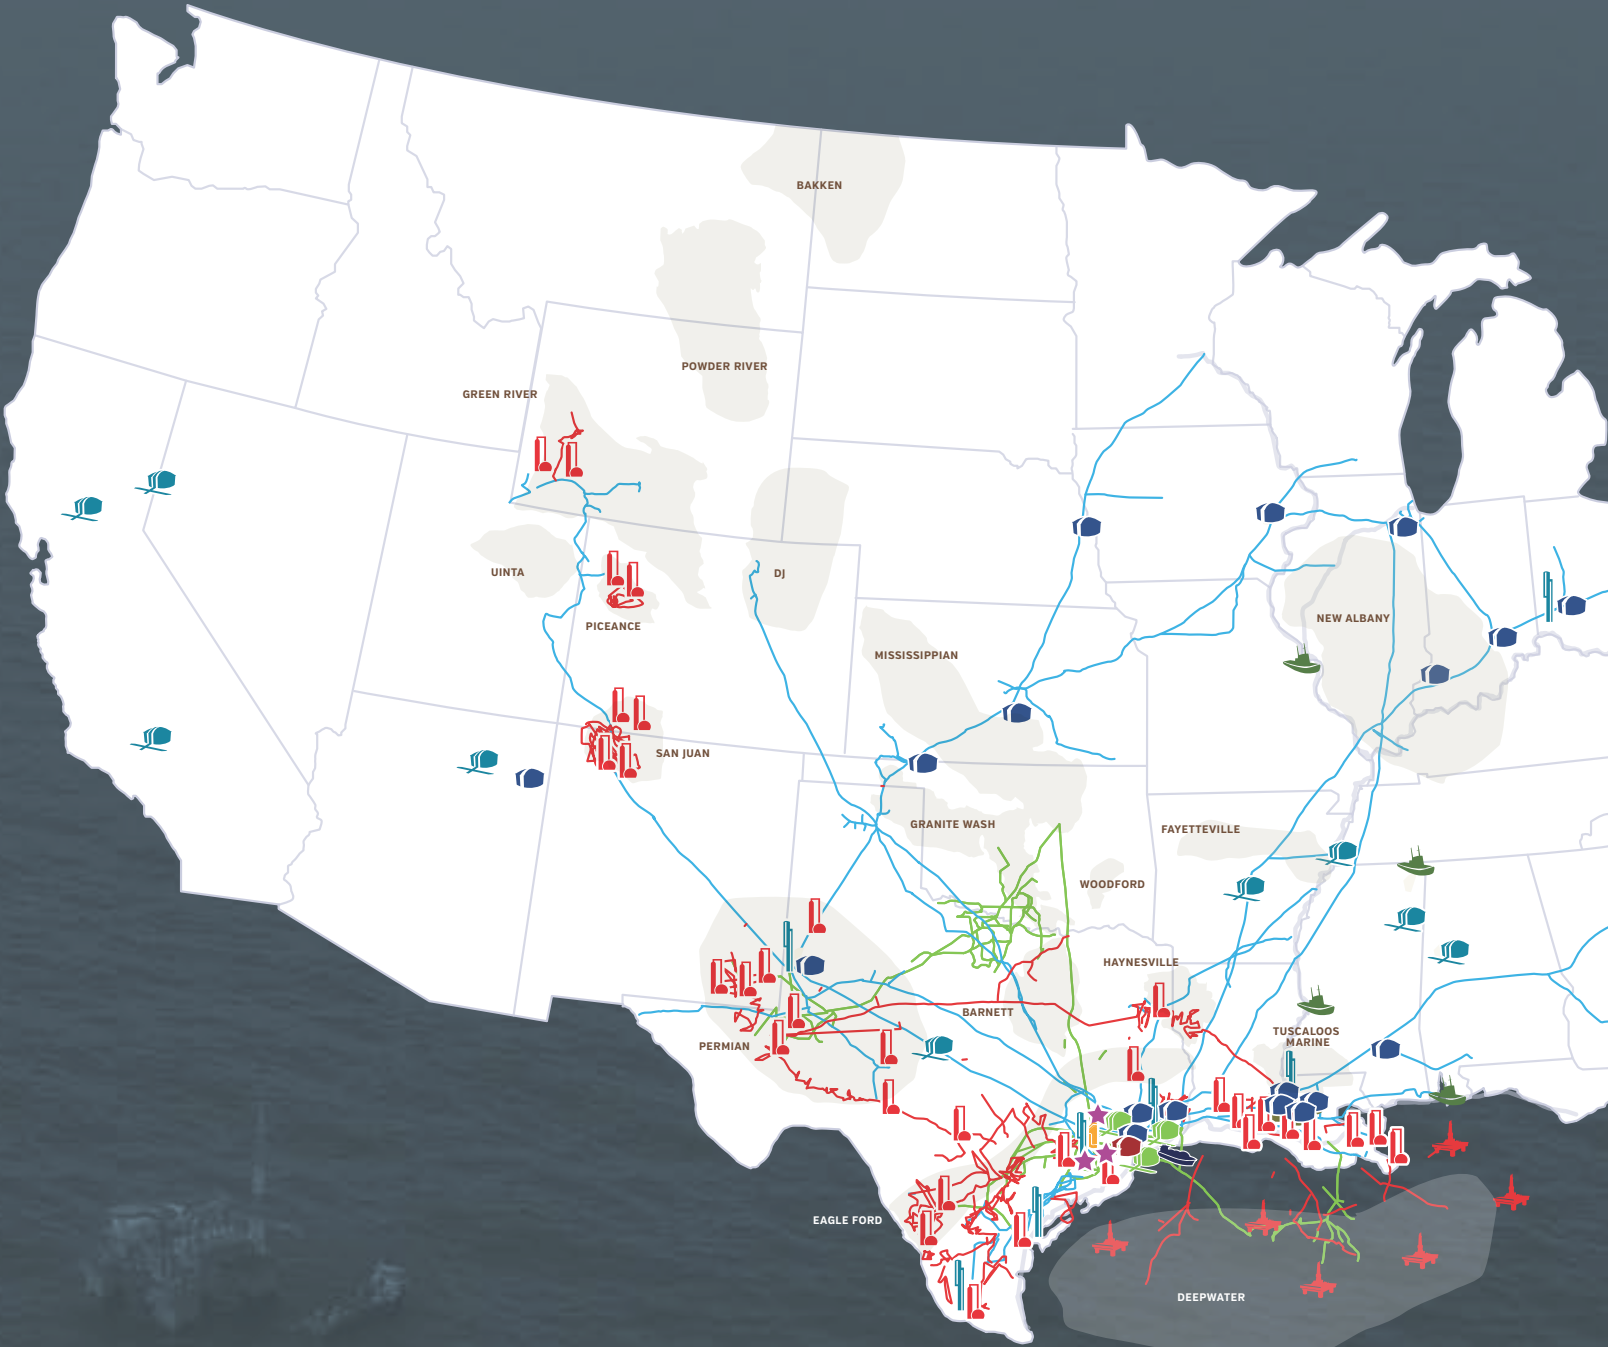 BAKKEN
POWDER RIVER
GREEN RIVER
UINTA
DJ
PICEANCE
NEW ALBANY
MISSISSIPPIAN
SAN JUAN
GRANITE WASH
FAYETTEVILLE
WOODFORD
HAYNESVILLE
BARNETT
TUSCALOOS
MARINE
PERMIAN
EAGLE FORD
DEEPWATER